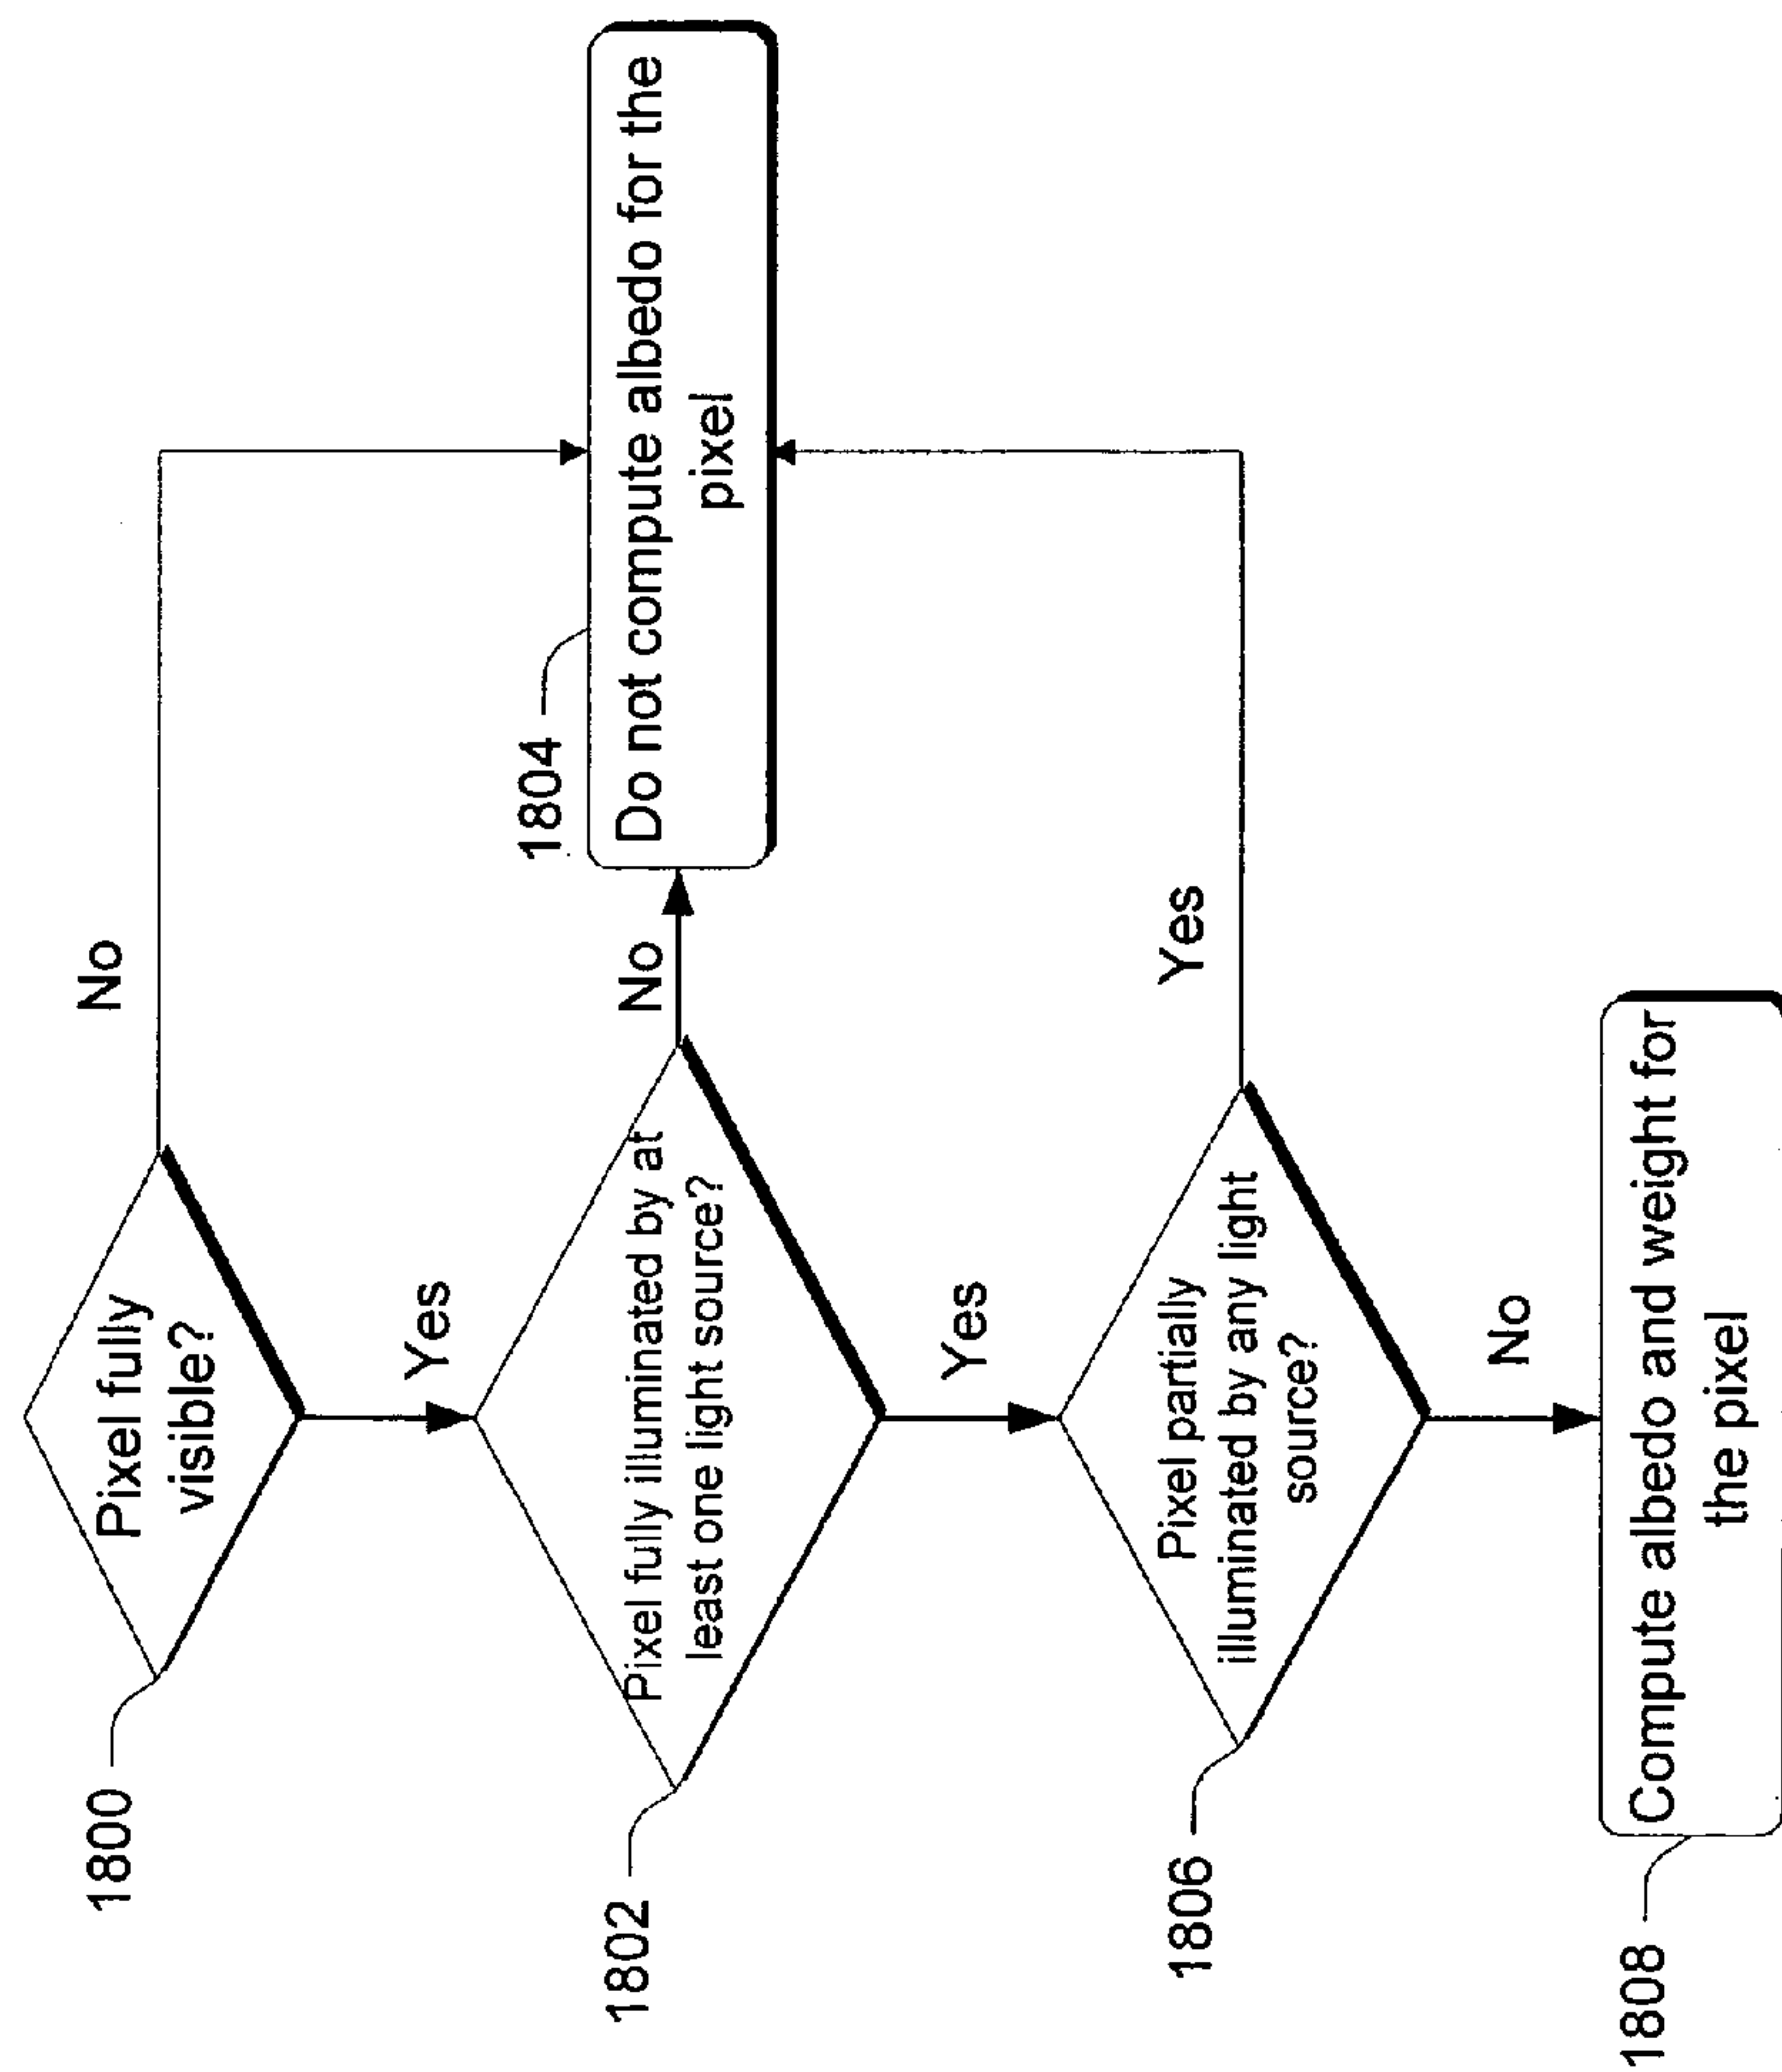 1800
Pixel fully
visible?
No
Yes
1802
Pixel fully illuminated by at
least one light source?
No
1804
Do not compute albedo for the
pixel
Yes
1806
Pixel partially
illuminated by any light
source?
Yes
No
1808
Compute albedo and weight for
the pixel